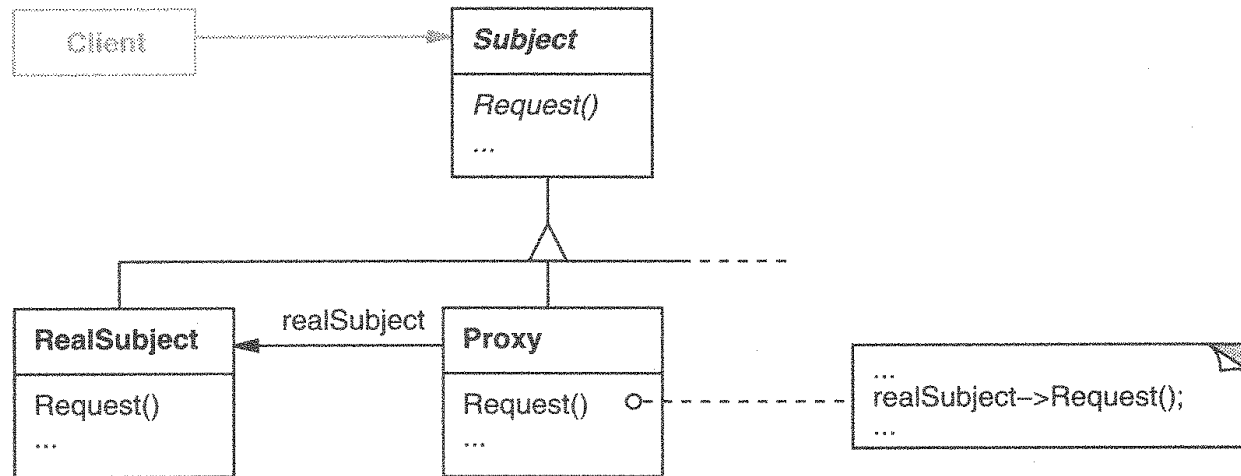 Client
Subject
Request()
...
realSubject
RealSubject
Request()
...
Proxy
Request()
...
...
realSubject–>Request();
...